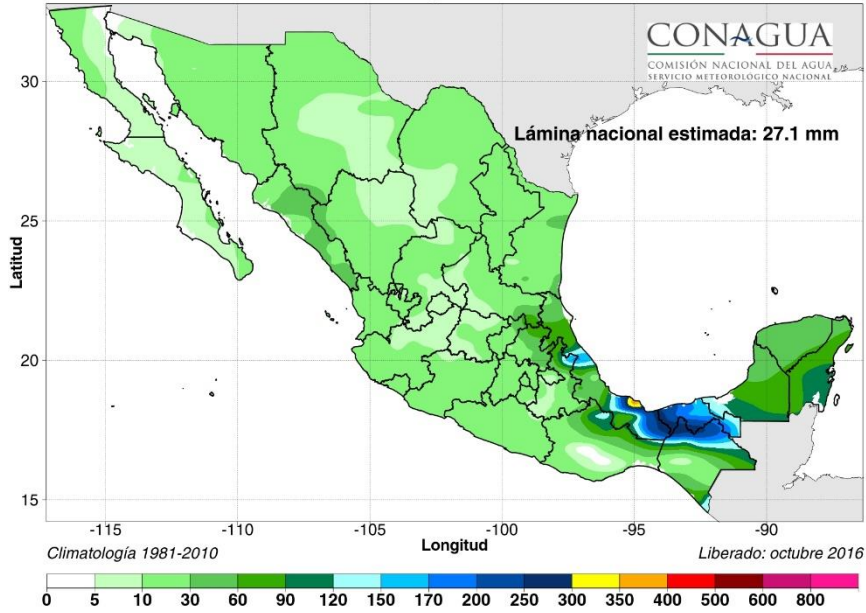 CONAGUA
COMISIÓN NACIONAL DEL AGUA
SERVICIO METEOROLÓGICO NACIONAL
Lámina nacional estimada: 27.1 mm
Latitud
30
25
20
15
-115 -110 -105 -100 -95 -90
Longitud
Climatología 1981-2010
Liberado: octubre 2016
0 5 10 30 60 90 120 150 170 200 250 300 350 400 500 600 800